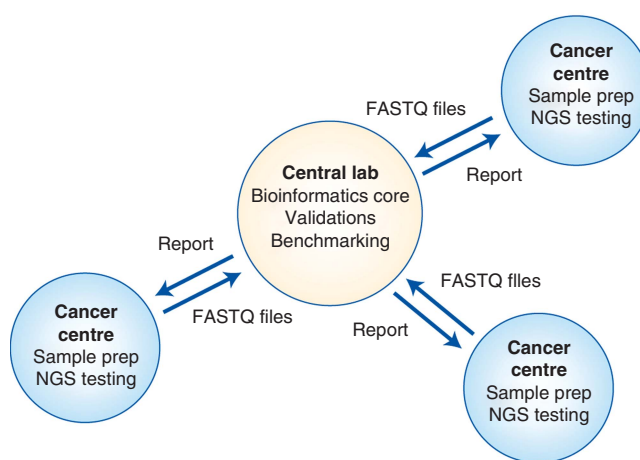 Cancer
centre
Sample prep
NGS testing
FASTQ files
Report
Central lab
Bioinformatics core
Validations
Benchmarking
Report
FASTQ files
Cancer
centre
Sample prep
NGS testing
FASTQ flles
Report
Cancer
centre
Sample prep
NGS testing